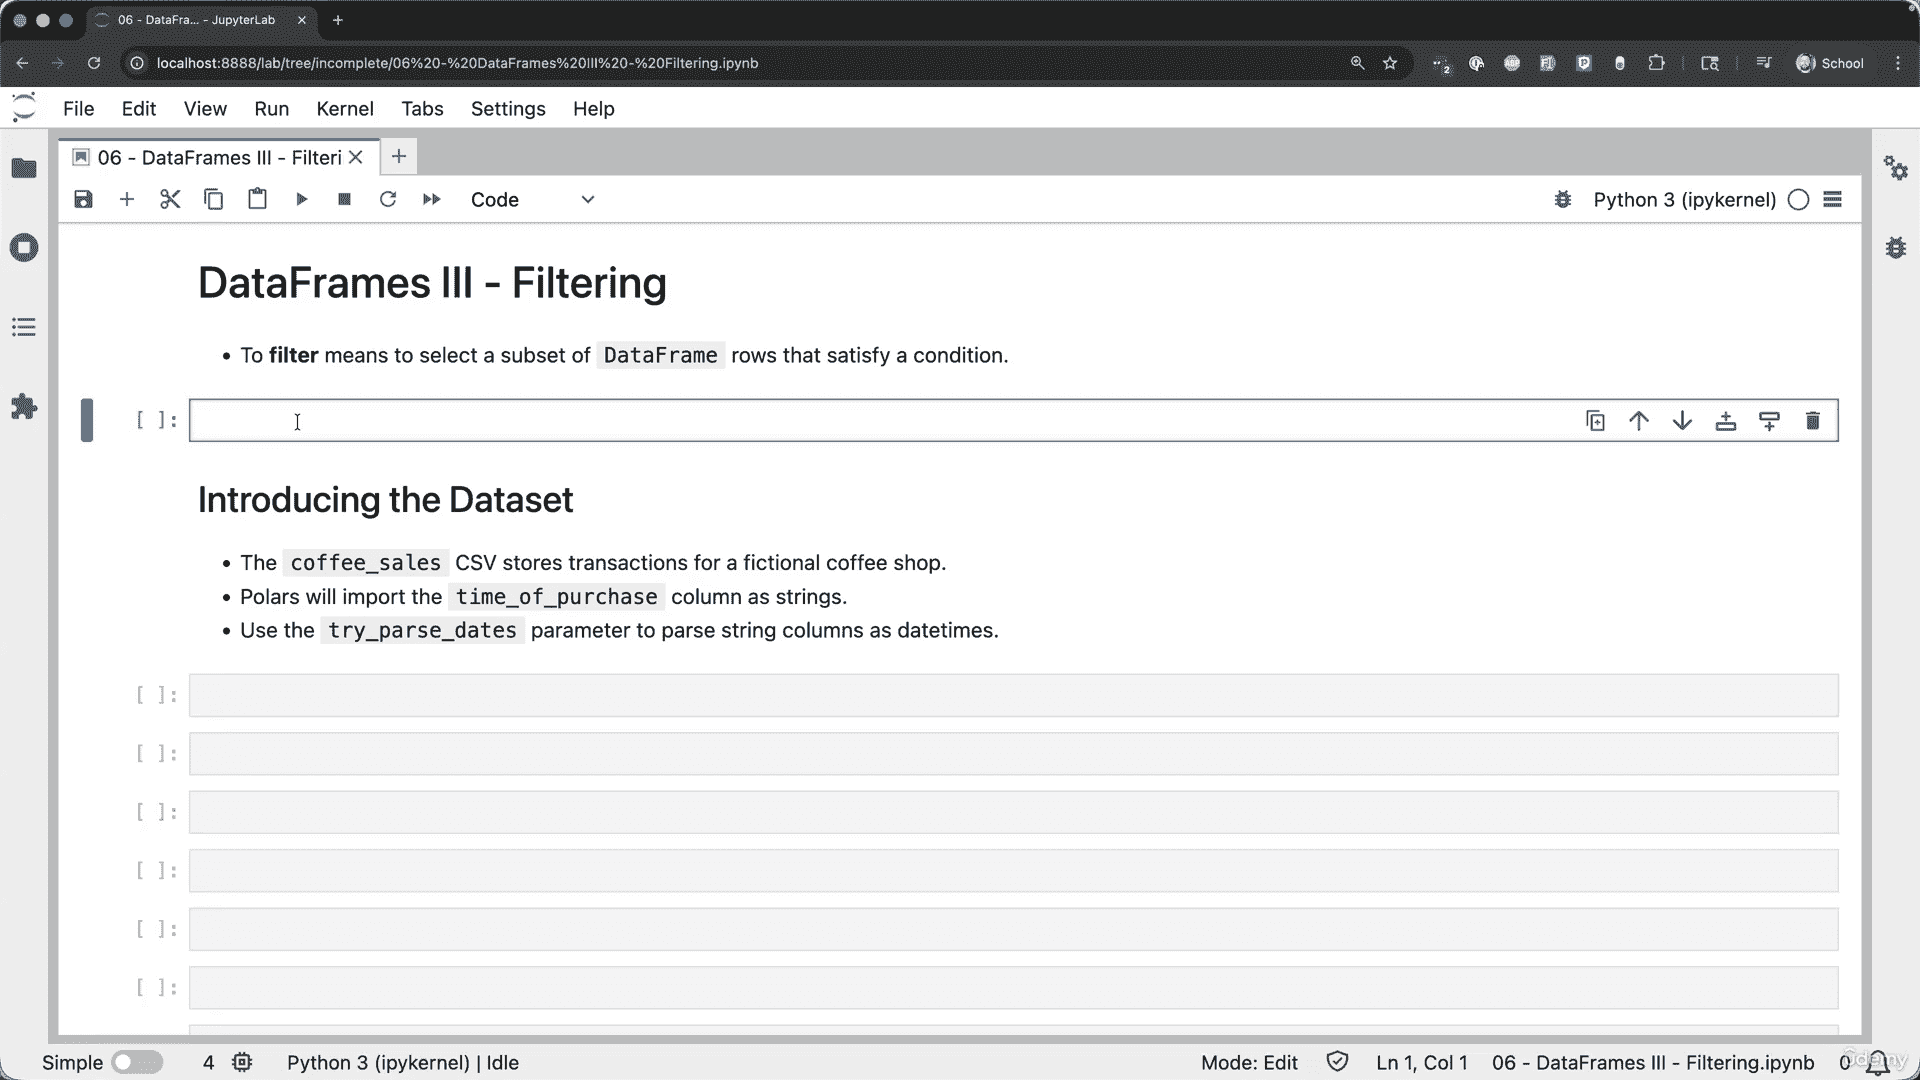 06 - DataFra... - JupyterLab
localhost:8888/lab/tree/incomplete/06%20-%20DataFrames%20III%20-%20Filtering.ipynb
2
School
File Edit View Run Kernel Tabs Settings Help
06 - DataFrames III - Filteri
Code
Python 3 (ipykernel)
DataFrames III - Filtering
• To filter means to select a subset of DataFrame rows that satisfy a condition.
[ ]:
Introducing the Dataset
• The coffee_sales CSV stores transactions for a fictional coffee shop.
• Polars will import the time_of_purchase column as strings.
• Use the try_parse_dates parameter to parse string columns as datetimes.
[ ]:
[ ]:
[ ]:
[ ]:
[ ]:
[ ]:
Simple 4 Python 3 (ipykernel) | Idle Mode: Edit Ln 1, Col 1 06 - DataFrames III - Filtering.ipynb 0
Udemy